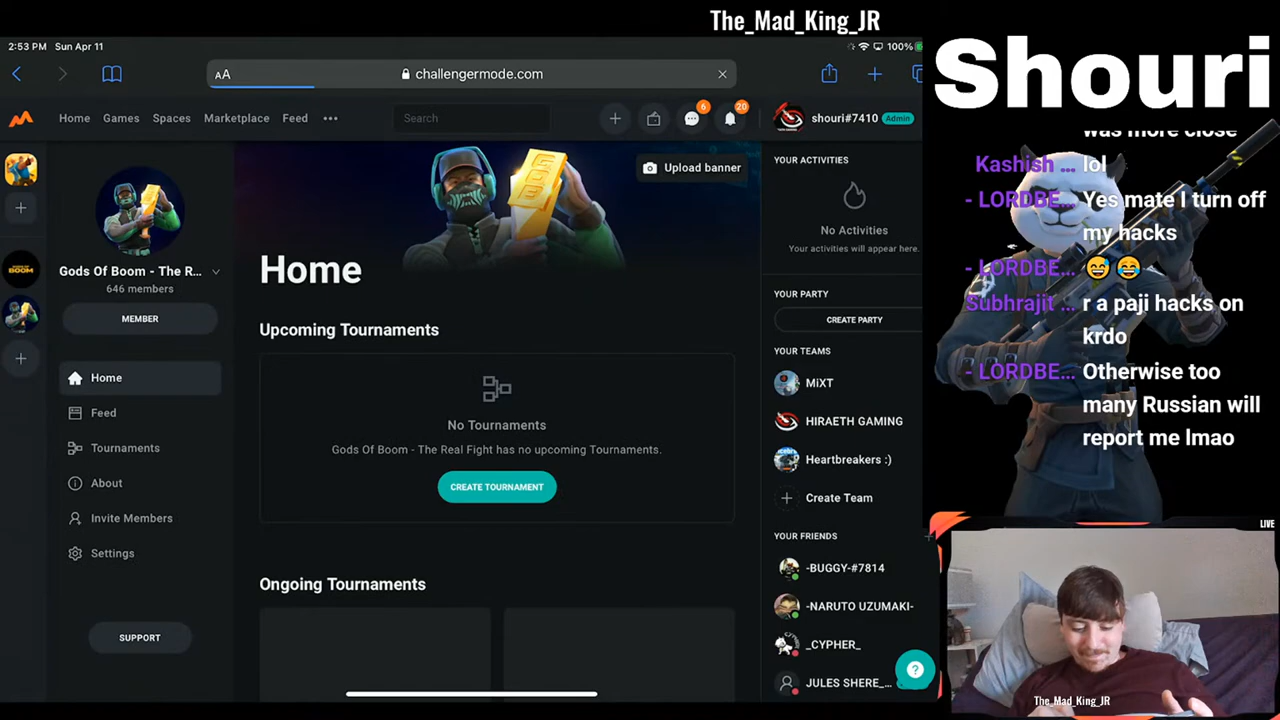 The_Mad_King_JR
2:53 PM Sun Apr 11
100%
AA
challengermode.com
Home Games Spaces Marketplace Feed
Search
6
20
shouri#7410 Admin
Gods Of Boom - The R...
646 members
MEMBER
Home
Feed
Tournaments
About
Invite Members
Settings
SUPPORT
Upload banner
Home
Upcoming Tournaments
No Tournaments
Gods Of Boom - The Real Fight has no upcoming Tournaments.
CREATE TOURNAMENT
Ongoing Tournaments
YOUR ACTIVITIES
No Activities
Your activities will appear here.
YOUR PARTY
CREATE PARTY
YOUR TEAMS
MiXT
HIRAETH GAMING
Heartbreakers :)
Create Team
YOUR FRIENDS
-BUGGY-#7814
-NARUTO UZUMAKI-
_CYPHER_
JULES SHERE_...
Shouri
was more close
Kashish ... lol
- LORDBE... Yes mate I turn off
my hacks
- LORDBE... 😅 😂
Subhrajit ... r a paji hacks on
krdo
- LORDBE... Otherwise too
many Russian will
report me lmao
LIVE
The_Mad_King_JR